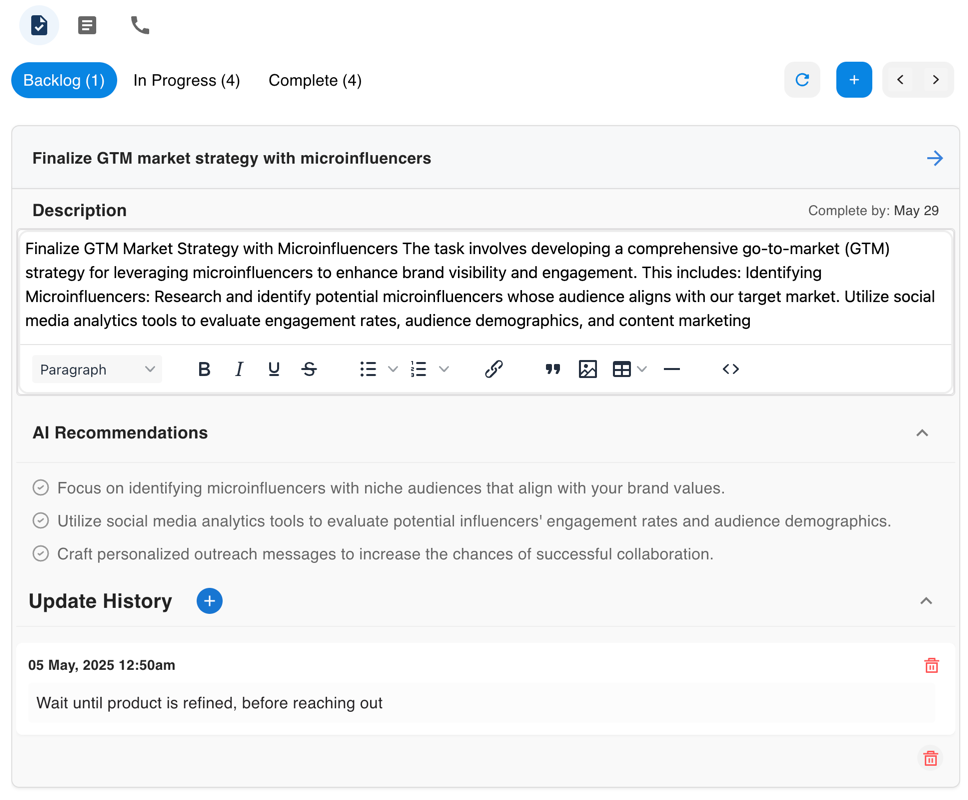 Backlog (1) In Progress (4) Complete (4)
Finalize GTM market strategy with microinfluencers
Description Complete by: May 29
Finalize GTM Market Strategy with Microinfluencers The task involves developing a comprehensive go-to-market (GTM)
strategy for leveraging microinfluencers to enhance brand visibility and engagement. This includes: Identifying
Microinfluencers: Research and identify potential microinfluencers whose audience aligns with our target market. Utilize social
media analytics tools to evaluate engagement rates, audience demographics, and content marketing
Paragraph B I U S
AI Recommendations
Focus on identifying microinfluencers with niche audiences that align with your brand values.
Utilize social media analytics tools to evaluate potential influencers' engagement rates and audience demographics.
Craft personalized outreach messages to increase the chances of successful collaboration.
Update History
05 May, 2025 12:50am
Wait until product is refined, before reaching out